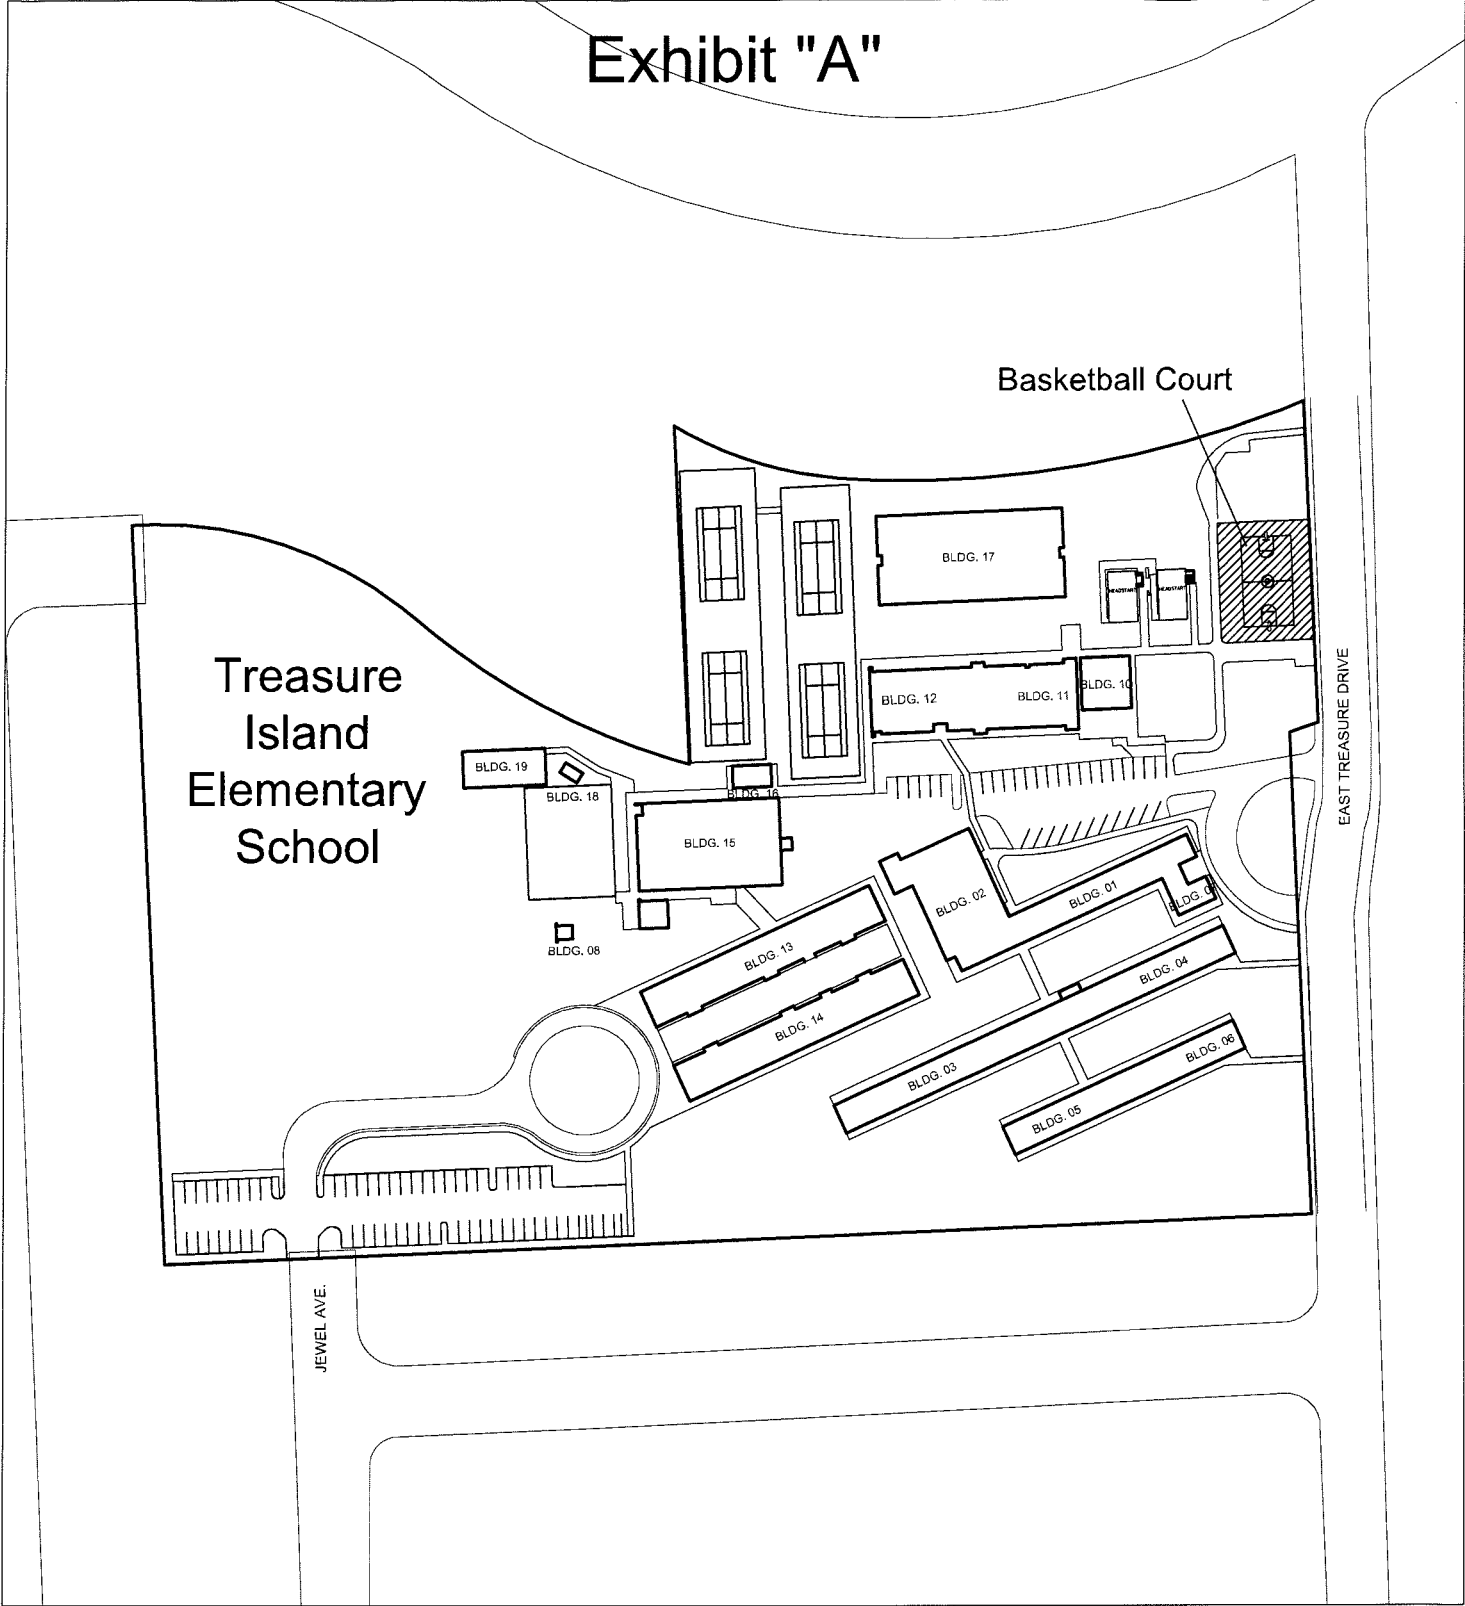 Exhibit "A"
Basketball Court
BLDG. 17
HEADSTART
HEADSTART
Treasure
Island
Elementary
School
BLDG. 12
BLDG. 11
BLDG. 10
EAST TREASURE DRIVE
BLDG. 19
BLDG. 18
BLDG. 16
BLDG. 15
BLDG. 02
BLDG. 01
BLDG. 0
BLDG. 08
BLDG. 13
BLDG. 04
BLDG. 14
BLDG. 03
BLDG. 06
BLDG. 05
JEWEL AVE.